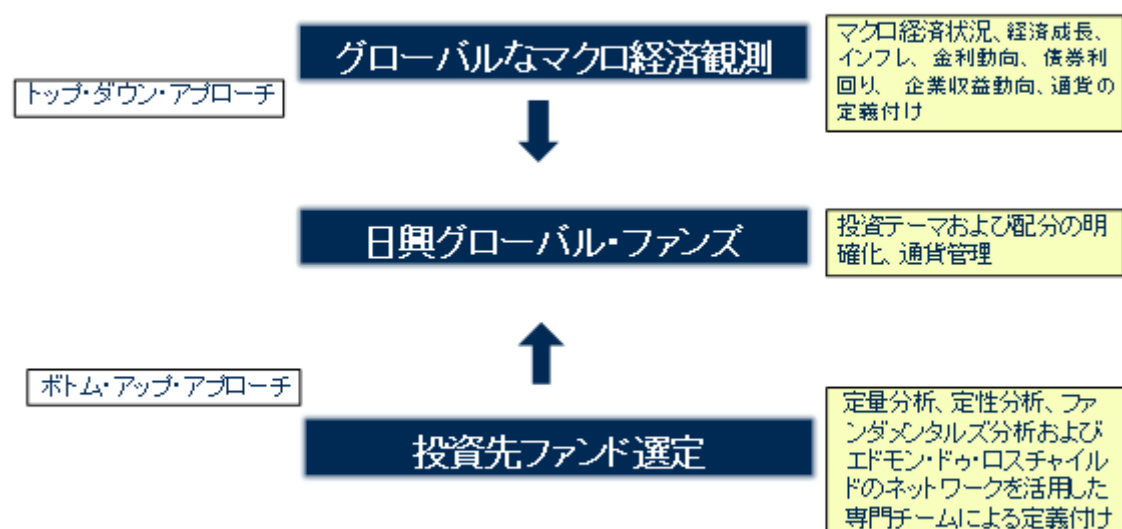 グローバルなマクロ経済観測
マクロ経済状況、経済成長、
インフレ、金利動向、債券利
回り、企業収益動向、通貨の
定義付け
トップ・ダウン・アプローチ
日興グローバル・ファンズ
投資テーマおよび配分の明
確化、通貨管理
ボトム・アップ・アプローチ
投資先ファンド選定
定量分析、定性分析、ファ
ンダメンタルズ分析および
エドモン・ドゥ・ロスチャイル
ドのネットワークを活用した
専門チームによる定義付け